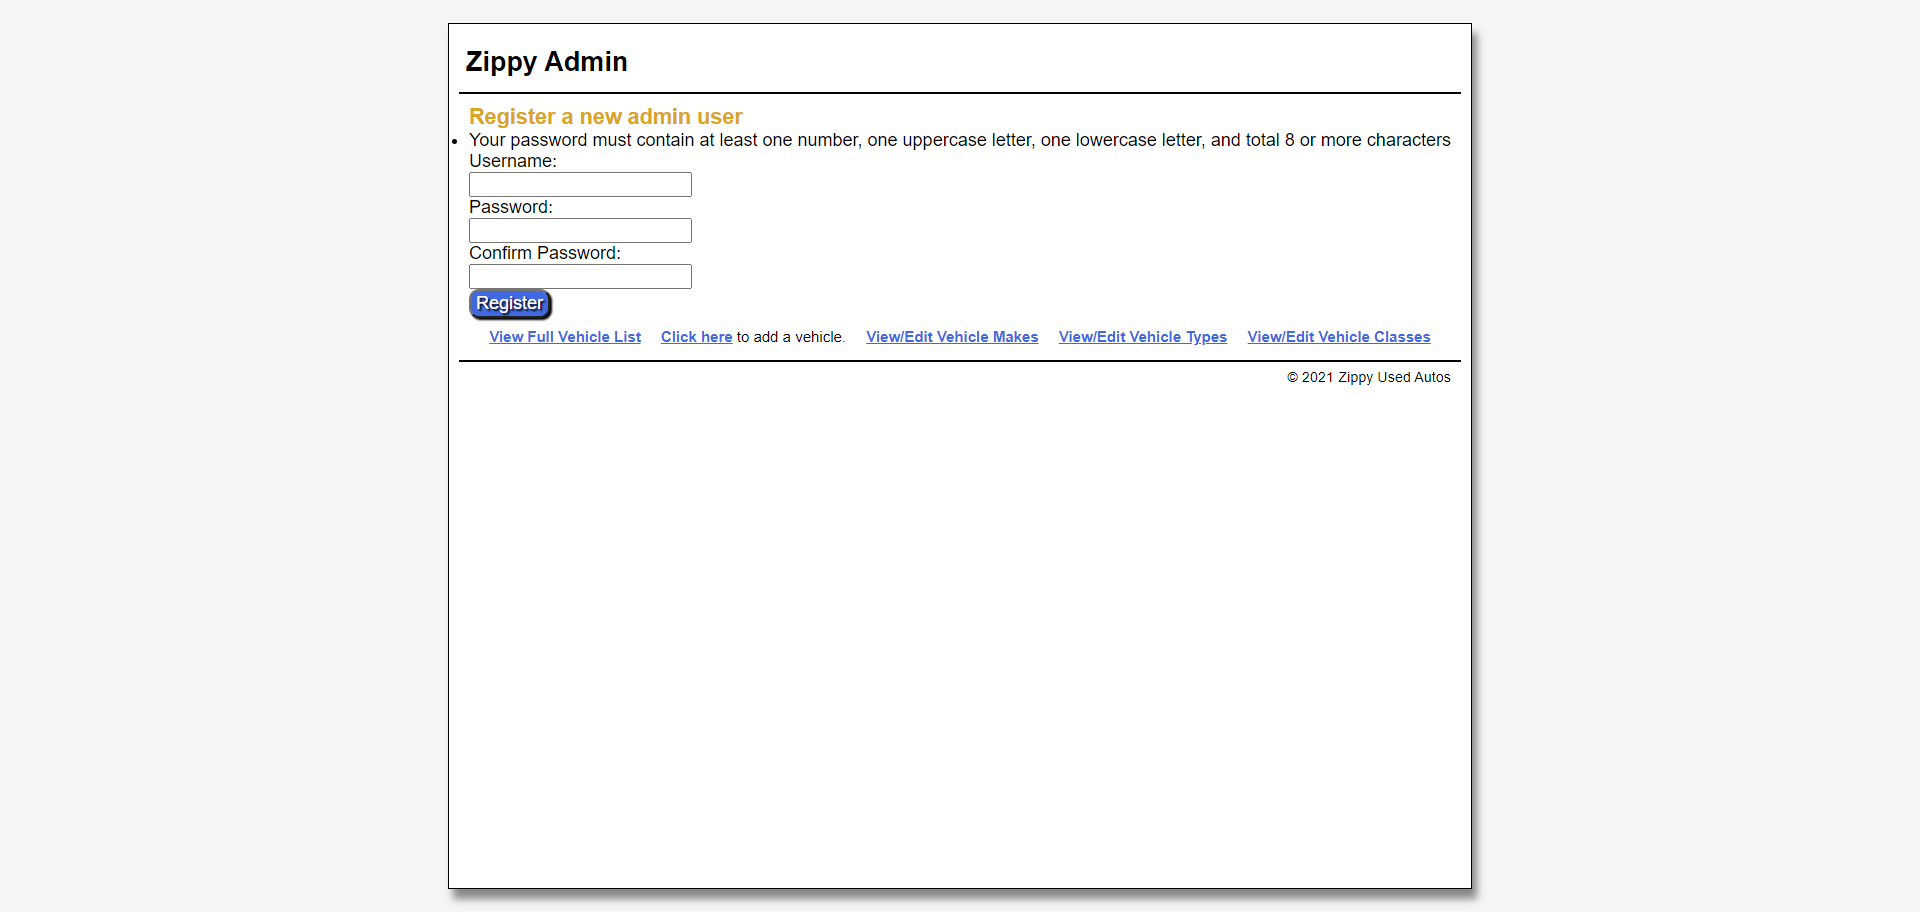 Zippy Admin
Register a new admin user
• Your password must contain at least one number, one uppercase letter, one lowercase letter, and total 8 or more characters
Username:
Password:
Confirm Password:
Register
View Full Vehicle List Click here to add a vehicle. View/Edit Vehicle Makes View/Edit Vehicle Types View/Edit Vehicle Classes
© 2021 Zippy Used Autos